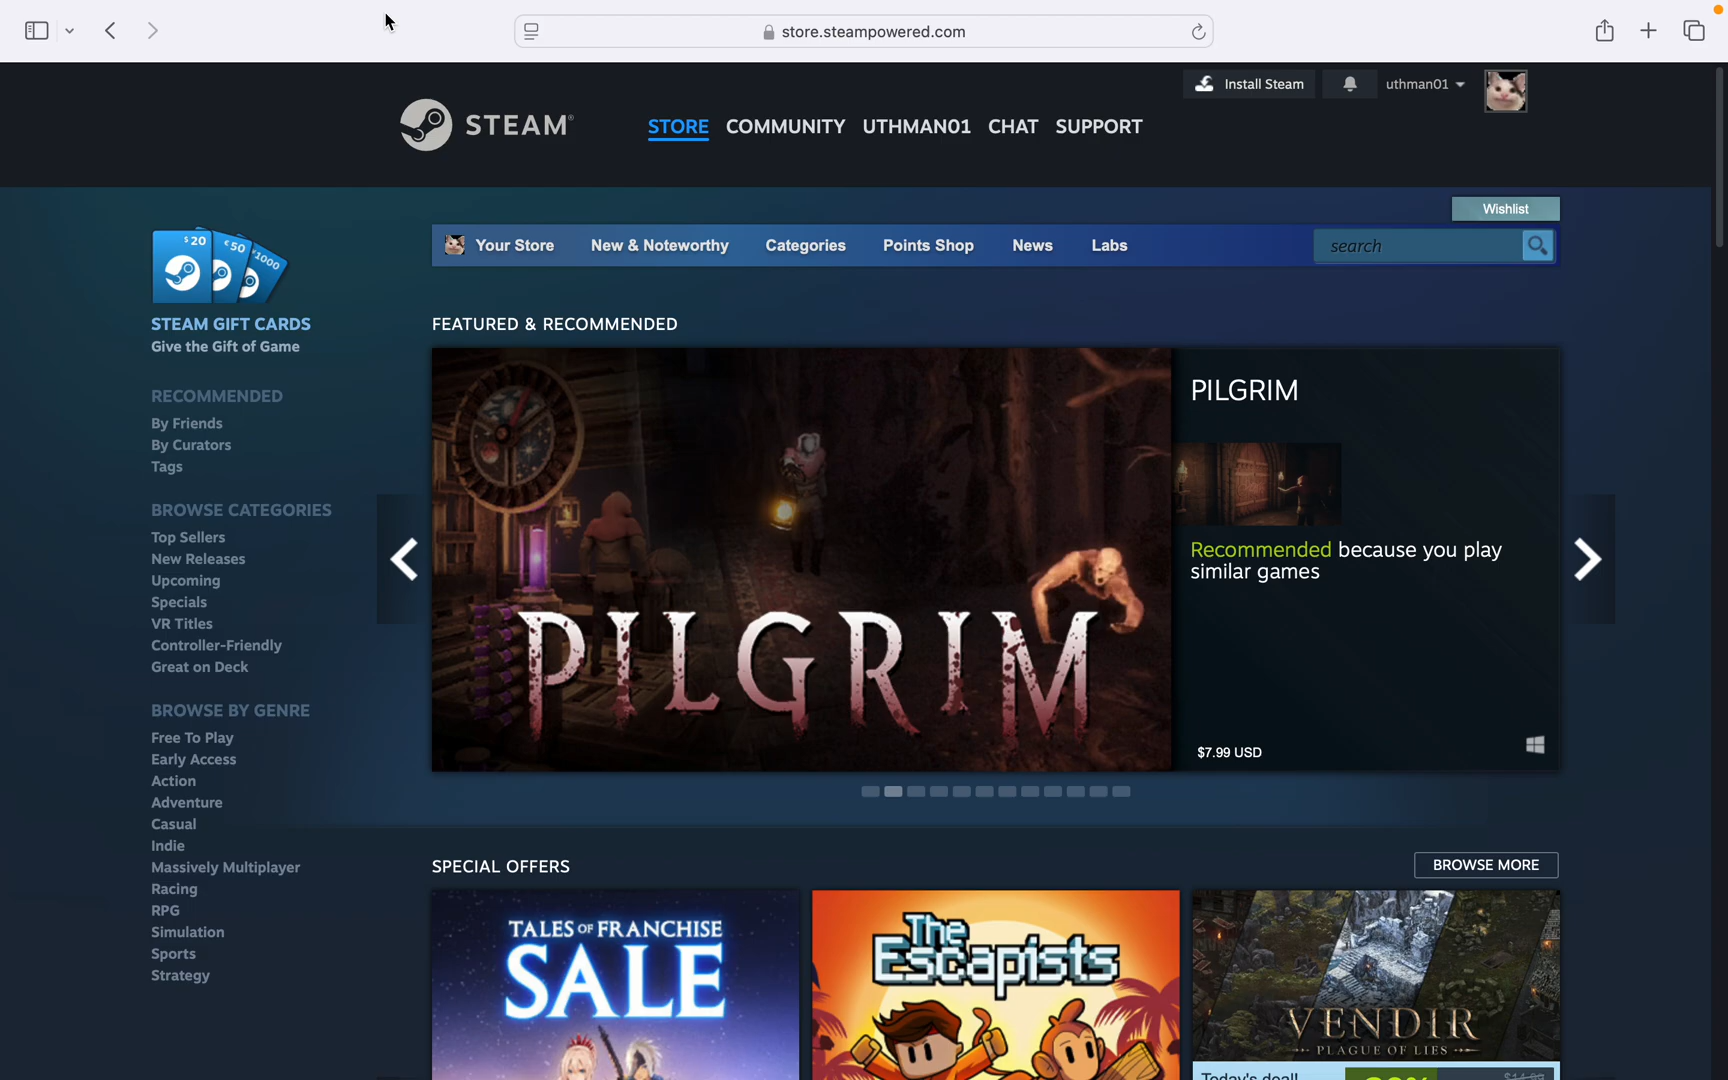 store.steampowered.com
Install Steam
uthman01
STEAM
STORE COMMUNITY UTHMAN01 CHAT SUPPORT
Wishlist
Your Store New & Noteworthy Categories Points Shop News Labs search
$20 €50 ¥1000
STEAM GIFT CARDS
Give the Gift of Game
RECOMMENDED
By Friends
By Curators
Tags
BROWSE CATEGORIES
Top Sellers
New Releases
Upcoming
Specials
VR Titles
Controller-Friendly
Great on Deck
BROWSE BY GENRE
Free To Play
Early Access
Action
Adventure
Casual
Indie
Massively Multiplayer
Racing
RPG
Simulation
Sports
Strategy
FEATURED & RECOMMENDED
PILGRIM
PILGRIM
Recommended because you play
similar games
$7.99 USD
SPECIAL OFFERS
BROWSE MORE
TALES OF FRANCHISE
SALE
The
Escapists
VENDIR
PLAGUE OF LIES
Today's deal!